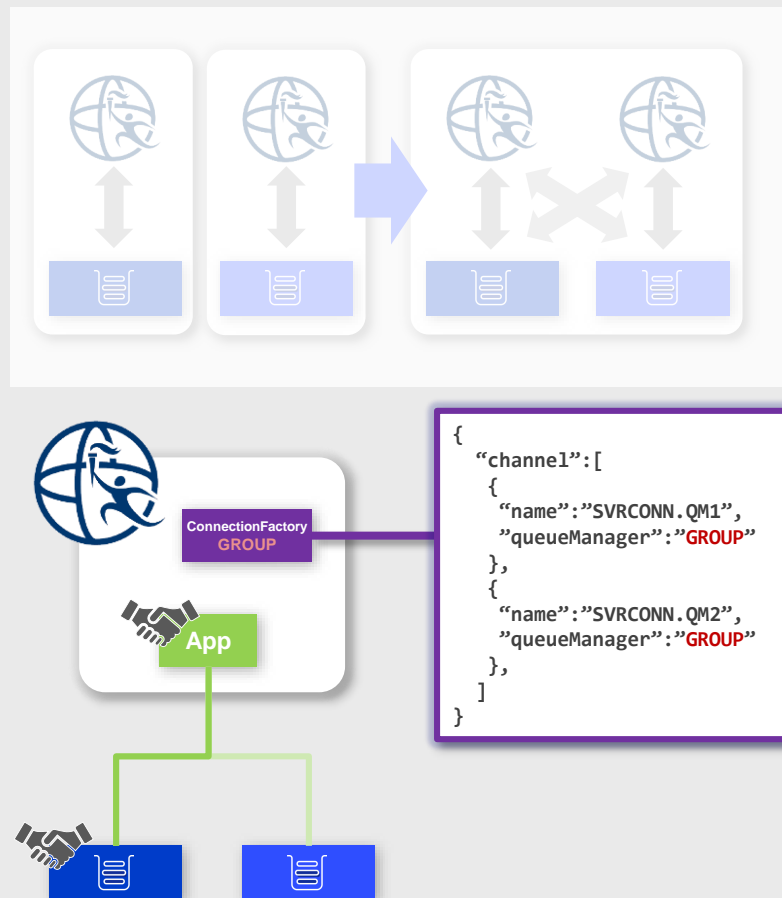 ConnectionFactory
GROUP
App
{
“channel”:[
{
“name”:”SVRCONN.QM1”,
”queueManager”:”GROUP”
},
{
“name”:”SVRCONN.QM2”,
”queueManager”:”GROUP”
},
]
}